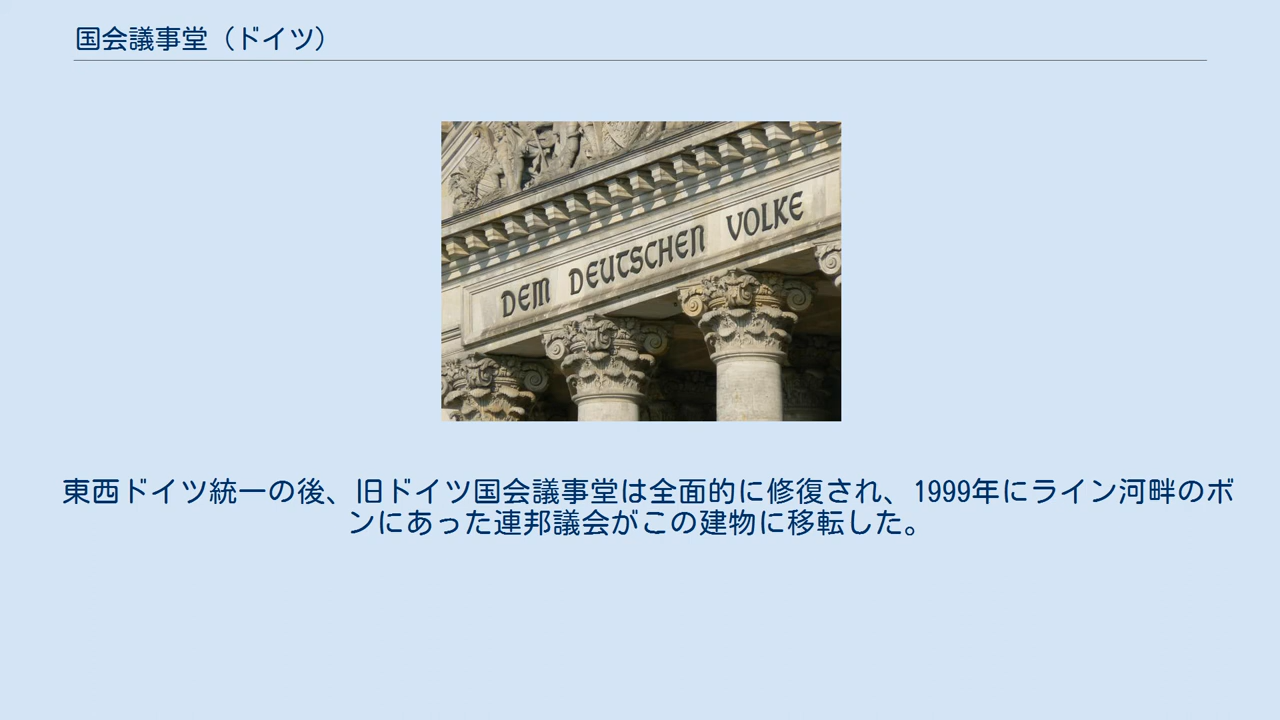 国会議事堂（ドイツ）
DEM DEUTSCHEN VOLKE
東西ドイツ統一の後、旧ドイツ国会議事堂は全面的に修復され、1999年にライン河畔のボ
ンにあった連邦議会がこの建物に移転した。